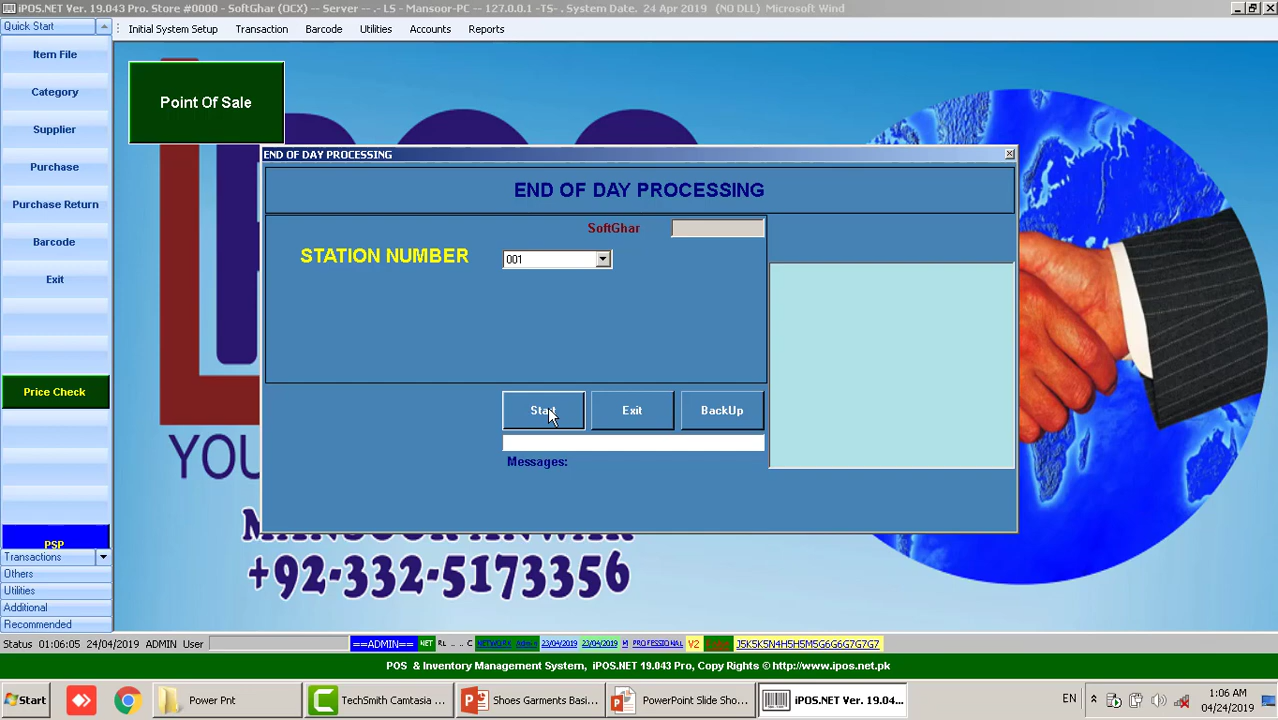 iPOS.NET Ver. 19.043 Pro. Store #0000 - SoftGhar (OCX) -- Server -- .- LS - Mansoor-PC -- 127.0.0.1 -TS- . System Date. 24 Apr 2019 (NO DLL) Microsoft Wind
Quick Start
Initial System Setup Transaction Barcode Utilities Accounts Reports
Item File
Category
Supplier
Purchase
Purchase Return
Barcode
Exit
Price Check
PSP
Transactions
Others
Utilities
Additional
Recommended
Point Of Sale
END OF DAY PROCESSING
END OF DAY PROCESSING
SoftGhar
STATION NUMBER 001
Start Exit BackUp
Messages:
YOU
+92-332-5173356
Status 01:06:05 24/04/2019 ADMIN User ==ADMIN== NET RL .. C NETWORK Admin 23/04/2019 23/04/2019 M PROFESSIONAL V2 J5K5K5N4H5H5M5G6G6G7G7G7
POS & Inventory Management System, iPOS.NET 19.043 Pro, Copy Rights © http://www.ipos.net.pk
Start Power Pnt TechSmith Camtasia ... Shoes Garments Basi... PowerPoint Slide Sho... iPOS.NET Ver. 19.04... EN 1:06 AM
04/24/2019